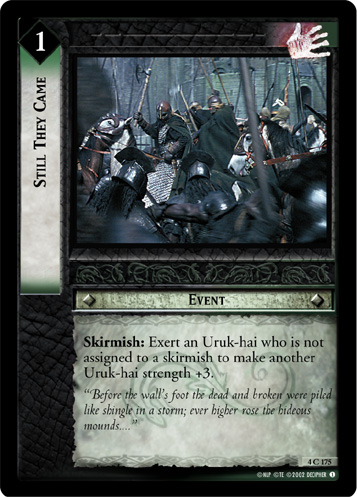 1
STILL THEY CAME
EVENT
Skirmish: Exert an Uruk-hai who is not
assigned to a skirmish to make another
Uruk-hai strength +3.
“‘Before the wall’s foot the dead and broken were piled
like shingle in a storm; ever higher rose the hideous
mounds....’”
4 C 175
©NLP ©TE ©2002 DECIPHER 1